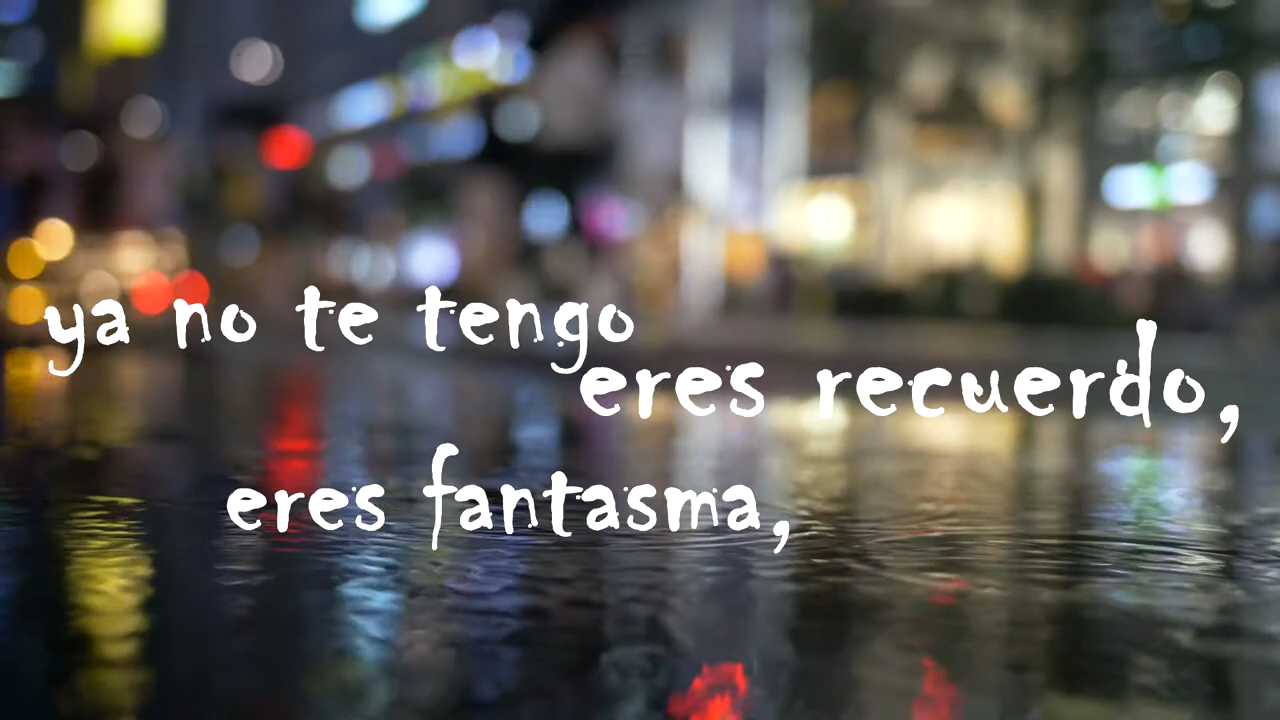 ya no te tengo
eres recuerdo,
eres fantasma,